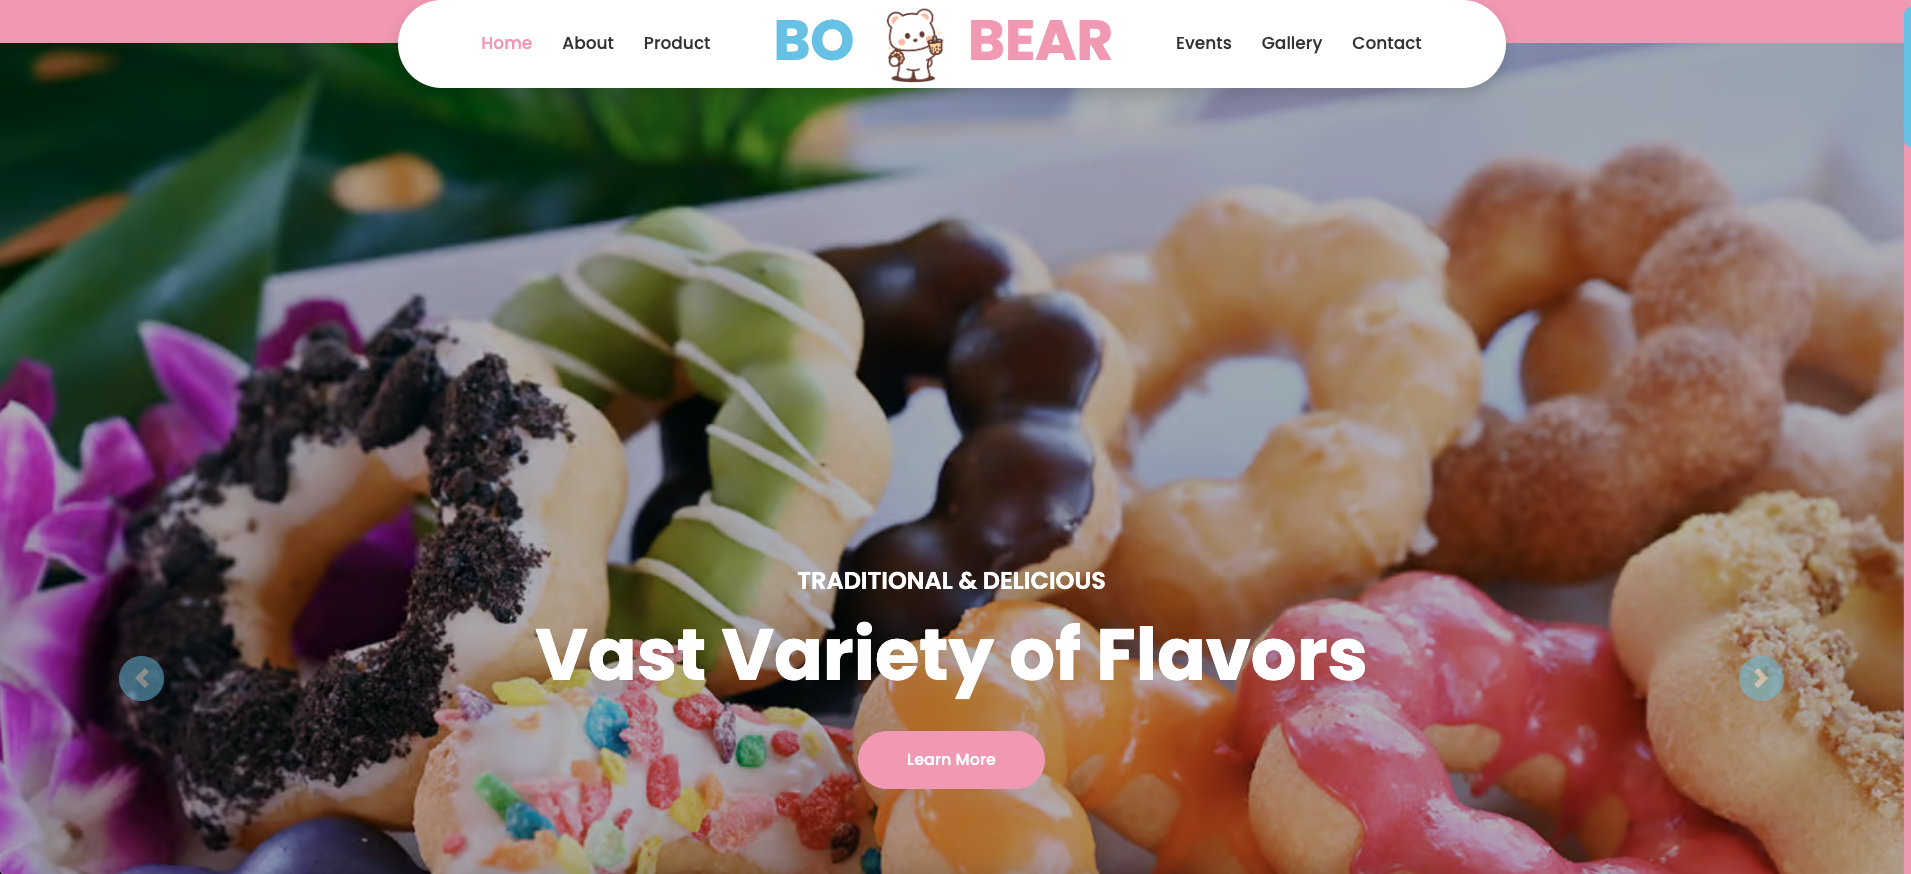 Home About Product BO BEAR Events Gallery Contact
TRADITIONAL & DELICIOUS
Vast Variety of Flavors
Learn More